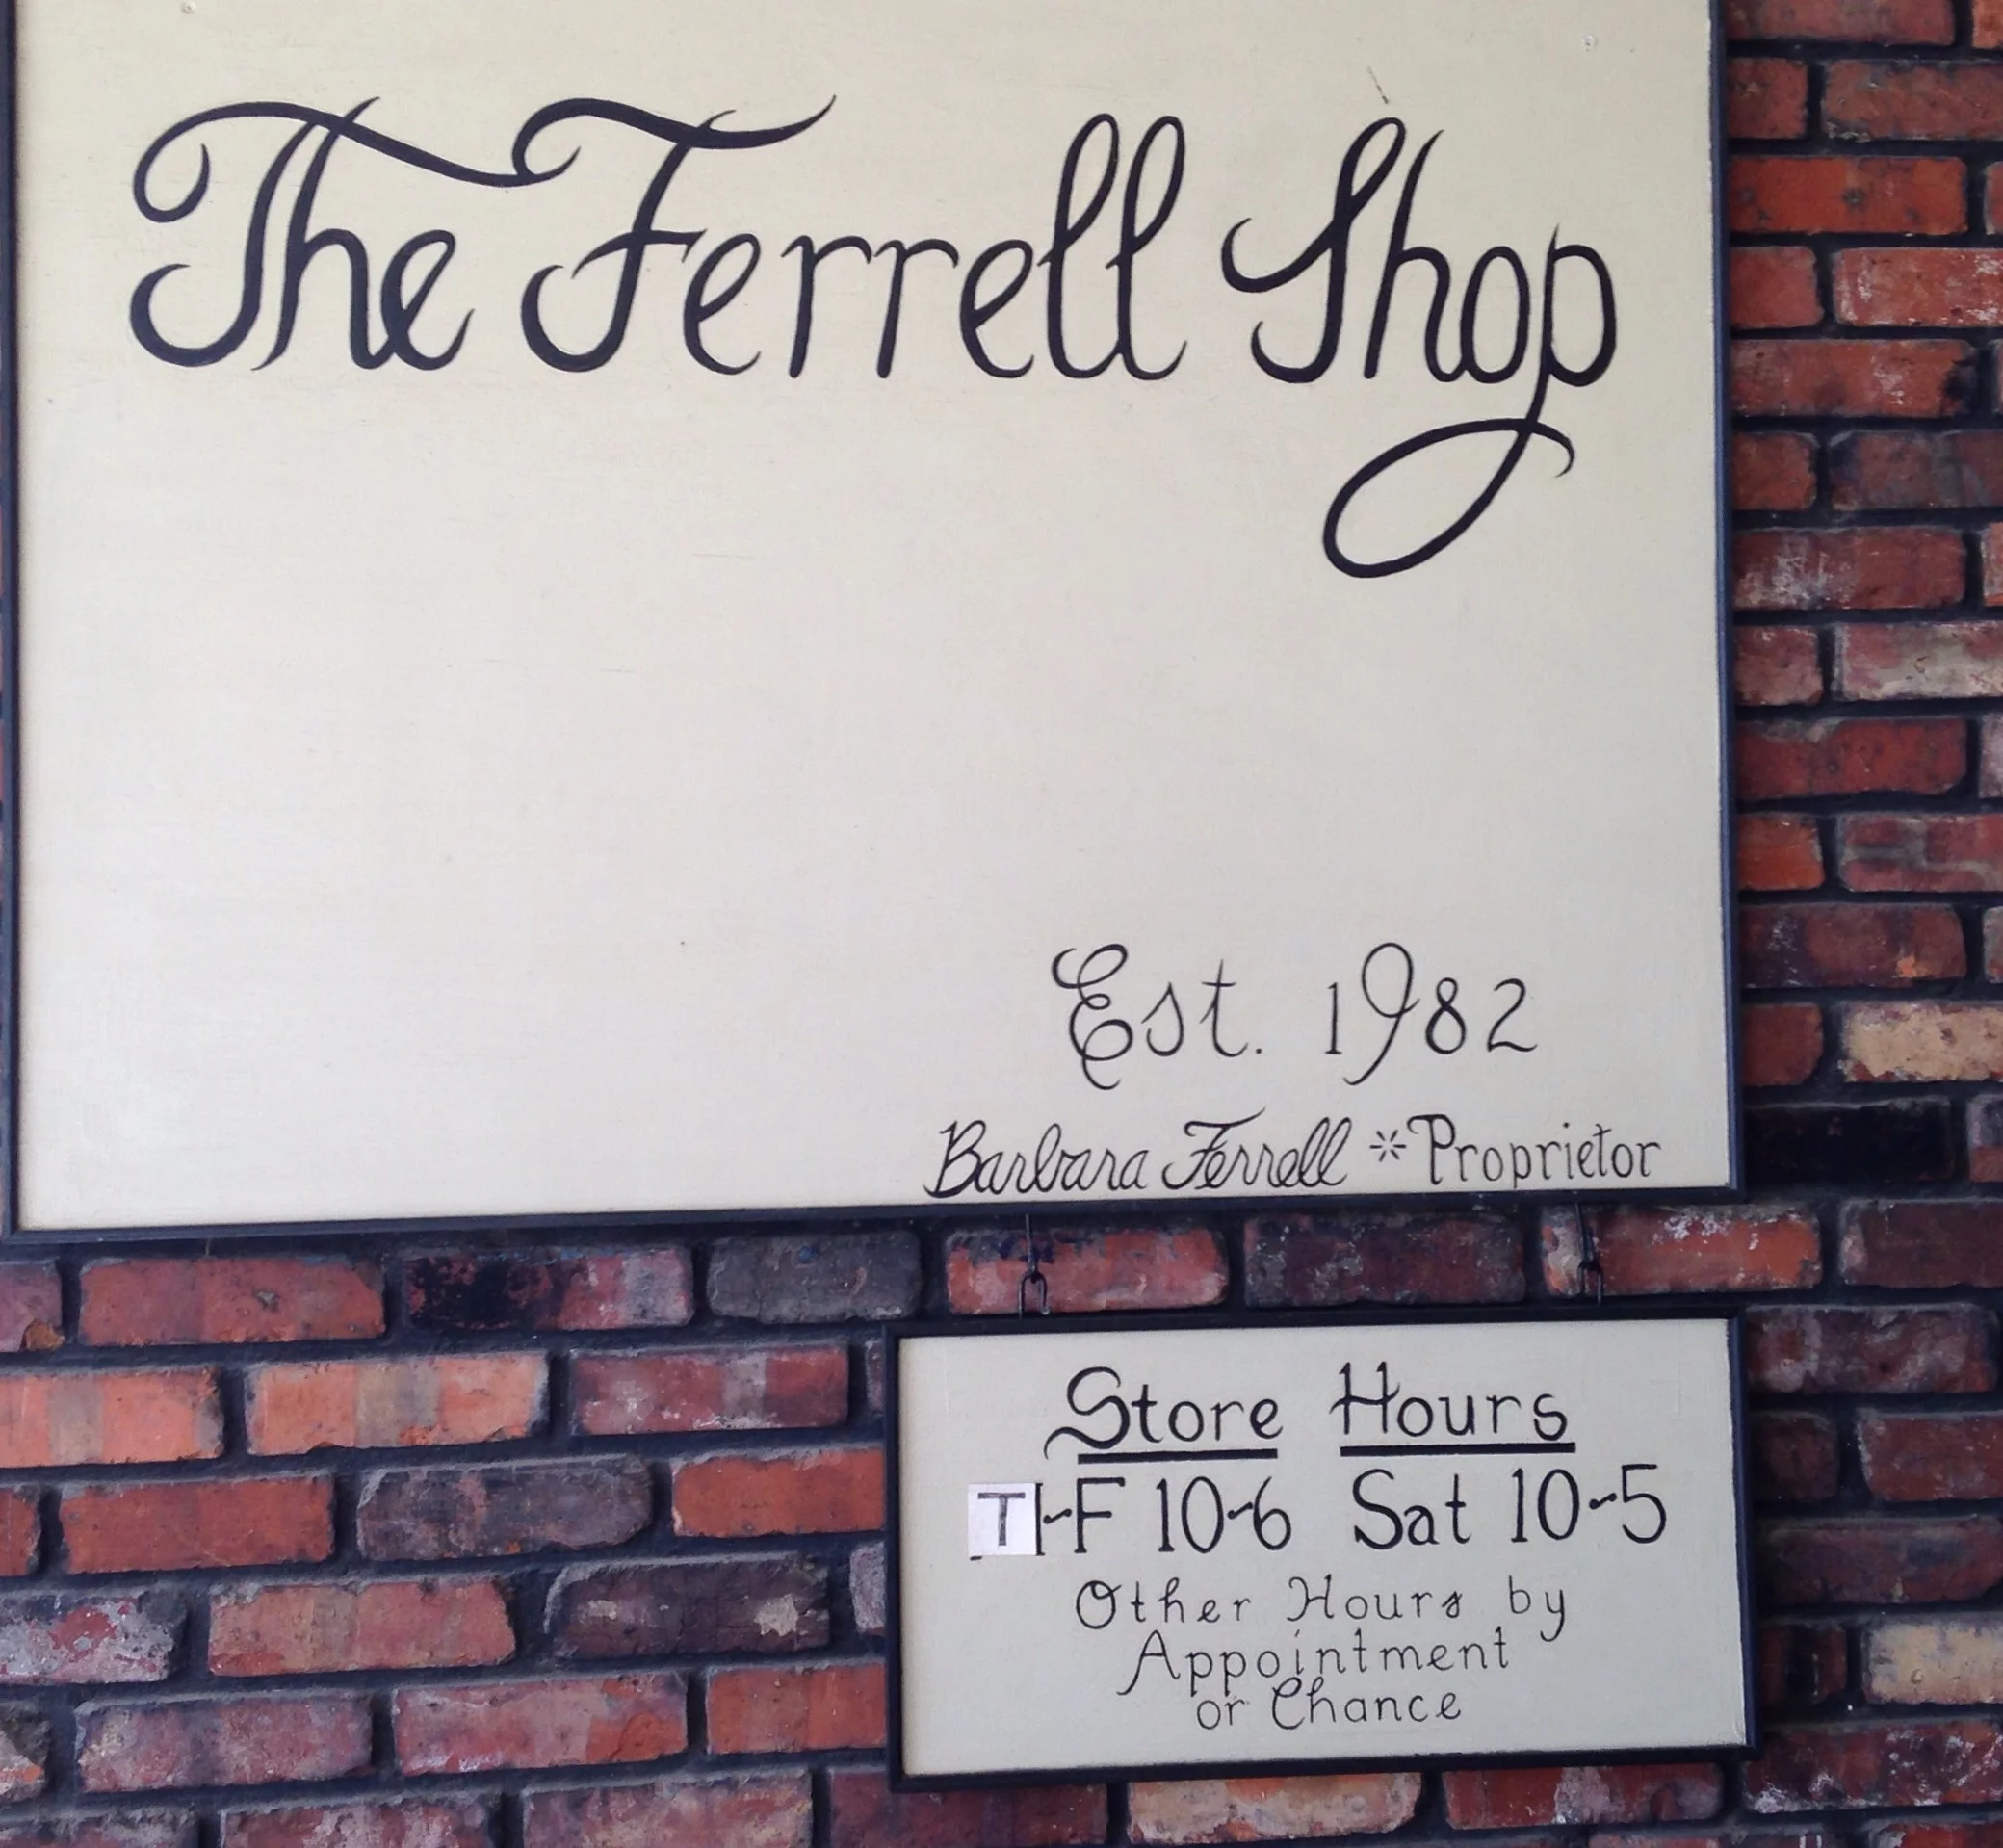 The Ferrell Shop
Est. 1982
Barbara Ferrell * Proprietor
Store Hours
T-F 10-6 Sat 10-5
Other Hours by
Appointment
or Chance